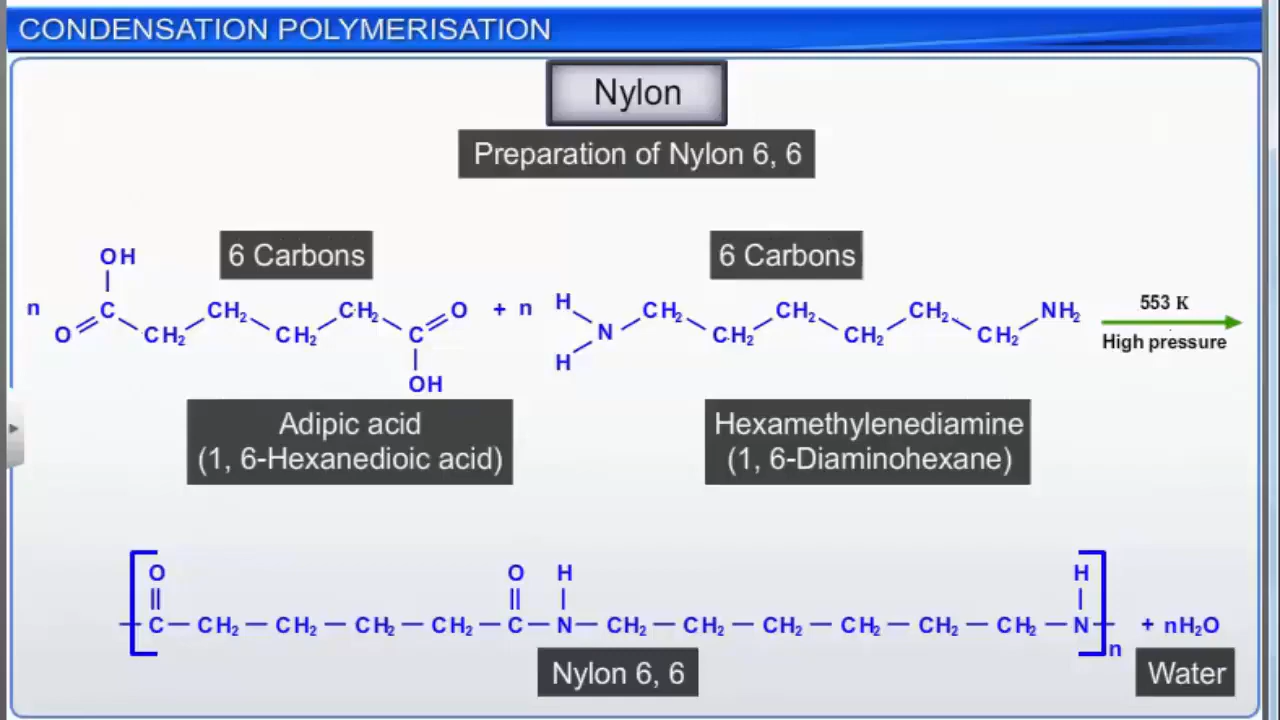 CONDENSATION POLYMERISATION
Nylon
Preparation of Nylon 6, 6
6 Carbons
6 Carbons
OH
n
C
O
CH₂
CH₂
CH₂
CH₂
C
O
OH
+ n
H
H
N
CH₂
CH₂
CH₂
CH₂
CH₂
CH₂
NH₂
553 K
High pressure
Adipic acid
(1, 6-Hexanedioic acid)
Hexamethylenediamine
(1, 6-Diaminohexane)
O
O
H
H
C — CH₂ — CH₂ — CH₂ — CH₂ — C — N — CH₂ — CH₂ — CH₂ — CH₂ — CH₂ — CH₂ — N
n
+ nH₂O
Nylon 6, 6
Water